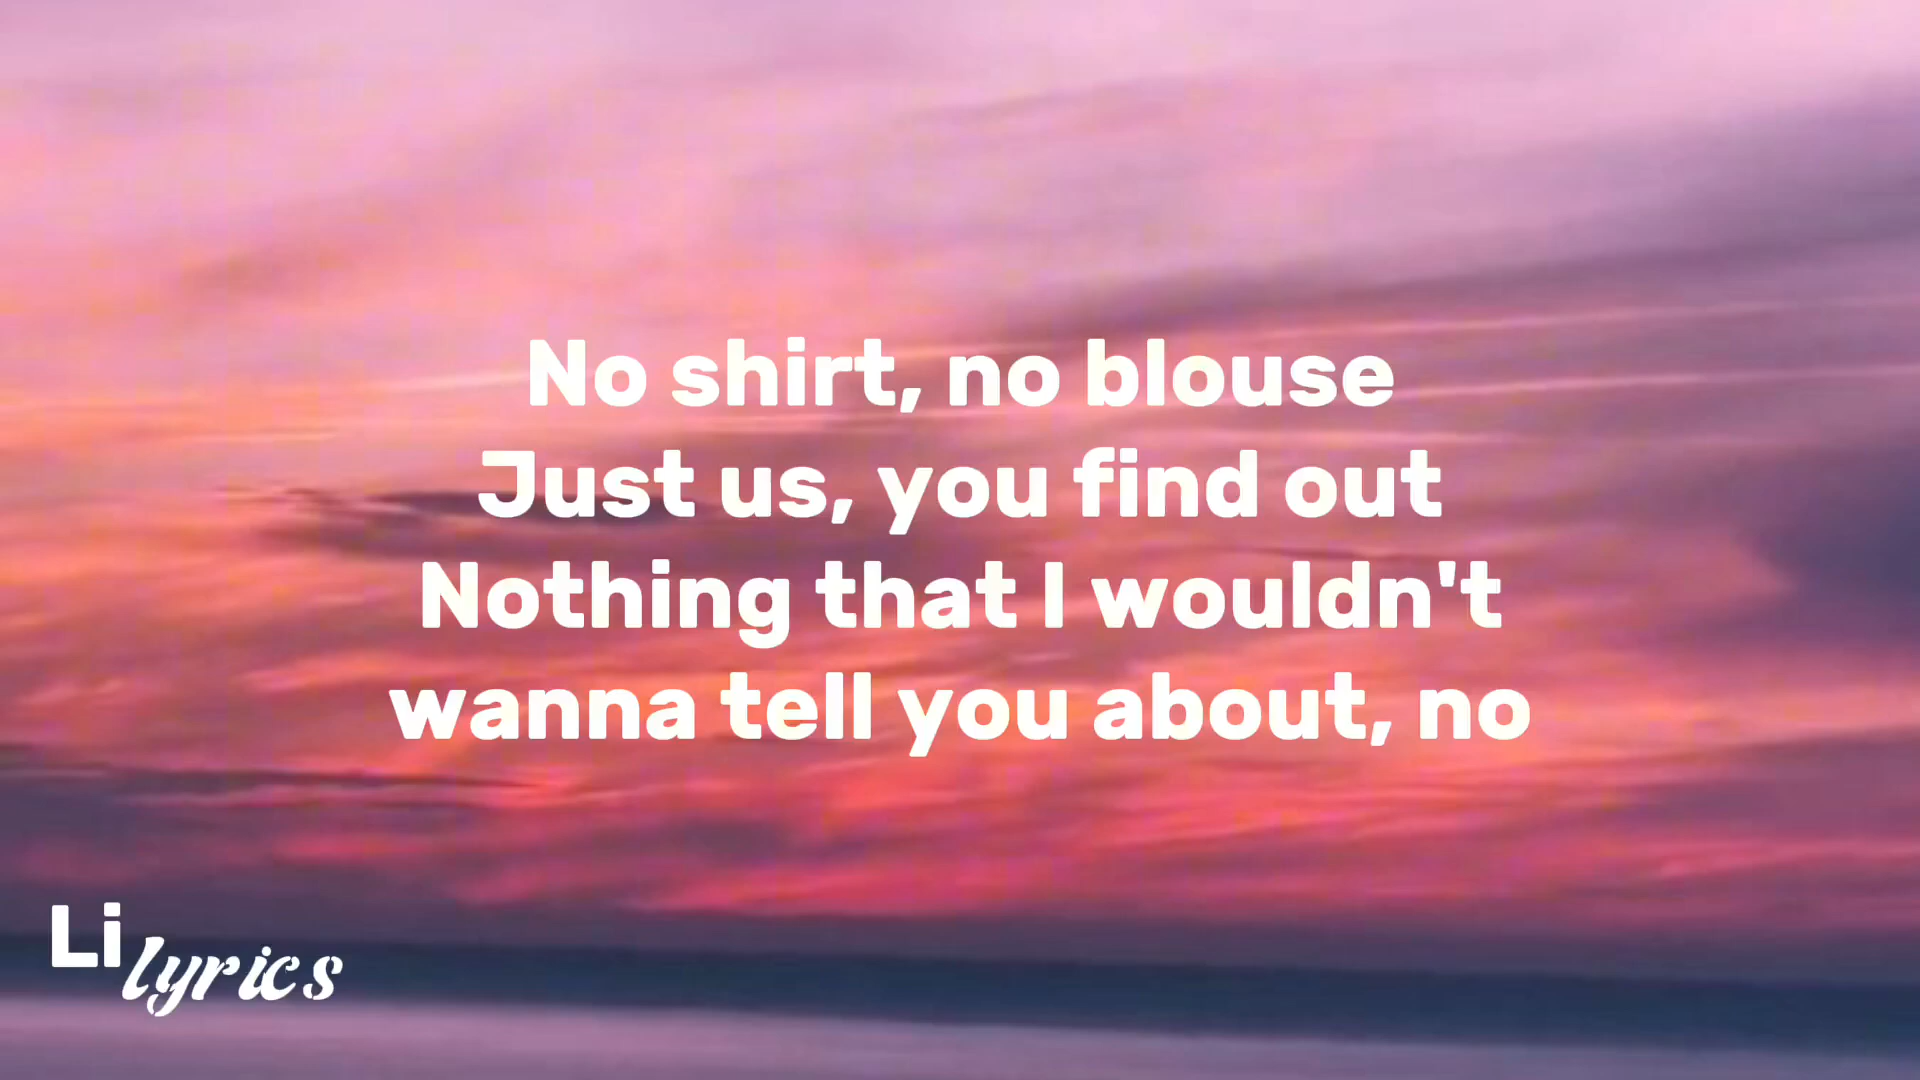 No shirt, no blouse
Just us, you find out
Nothing that I wouldn't
wanna tell you about, no
Li lyrics